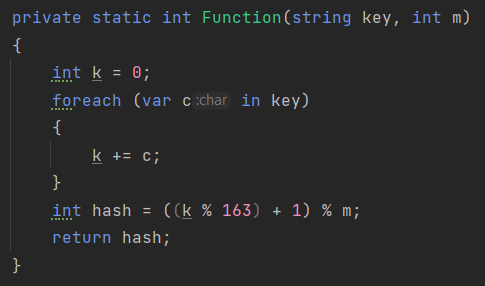 private static int Function(string key, int m)
{
int k = 0;
foreach (var c:char in key)
{
k += c;
}
int hash = ((k % 163) + 1) % m;
return hash;
}